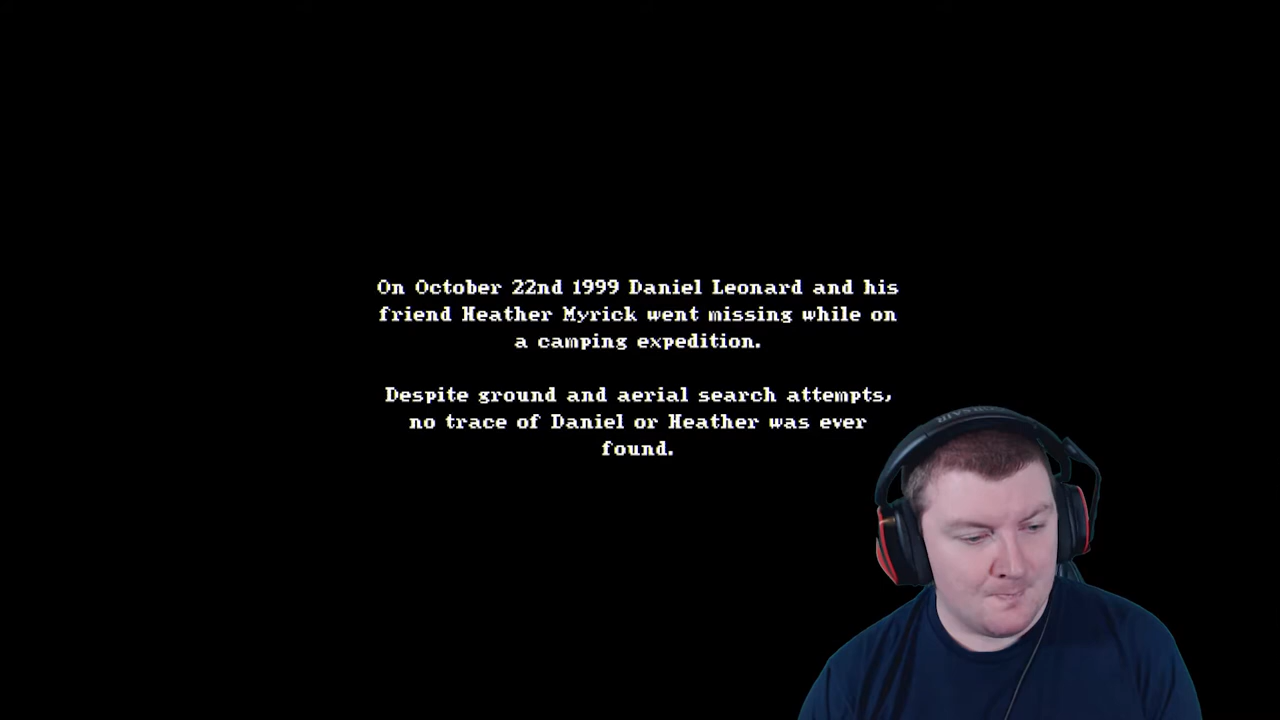 On October 22nd 1999 Daniel Leonard and his
friend Heather Myrick went missing while on
a camping expedition.
Despite ground and aerial search attempts,
no trace of Daniel or Heather was ever
found.